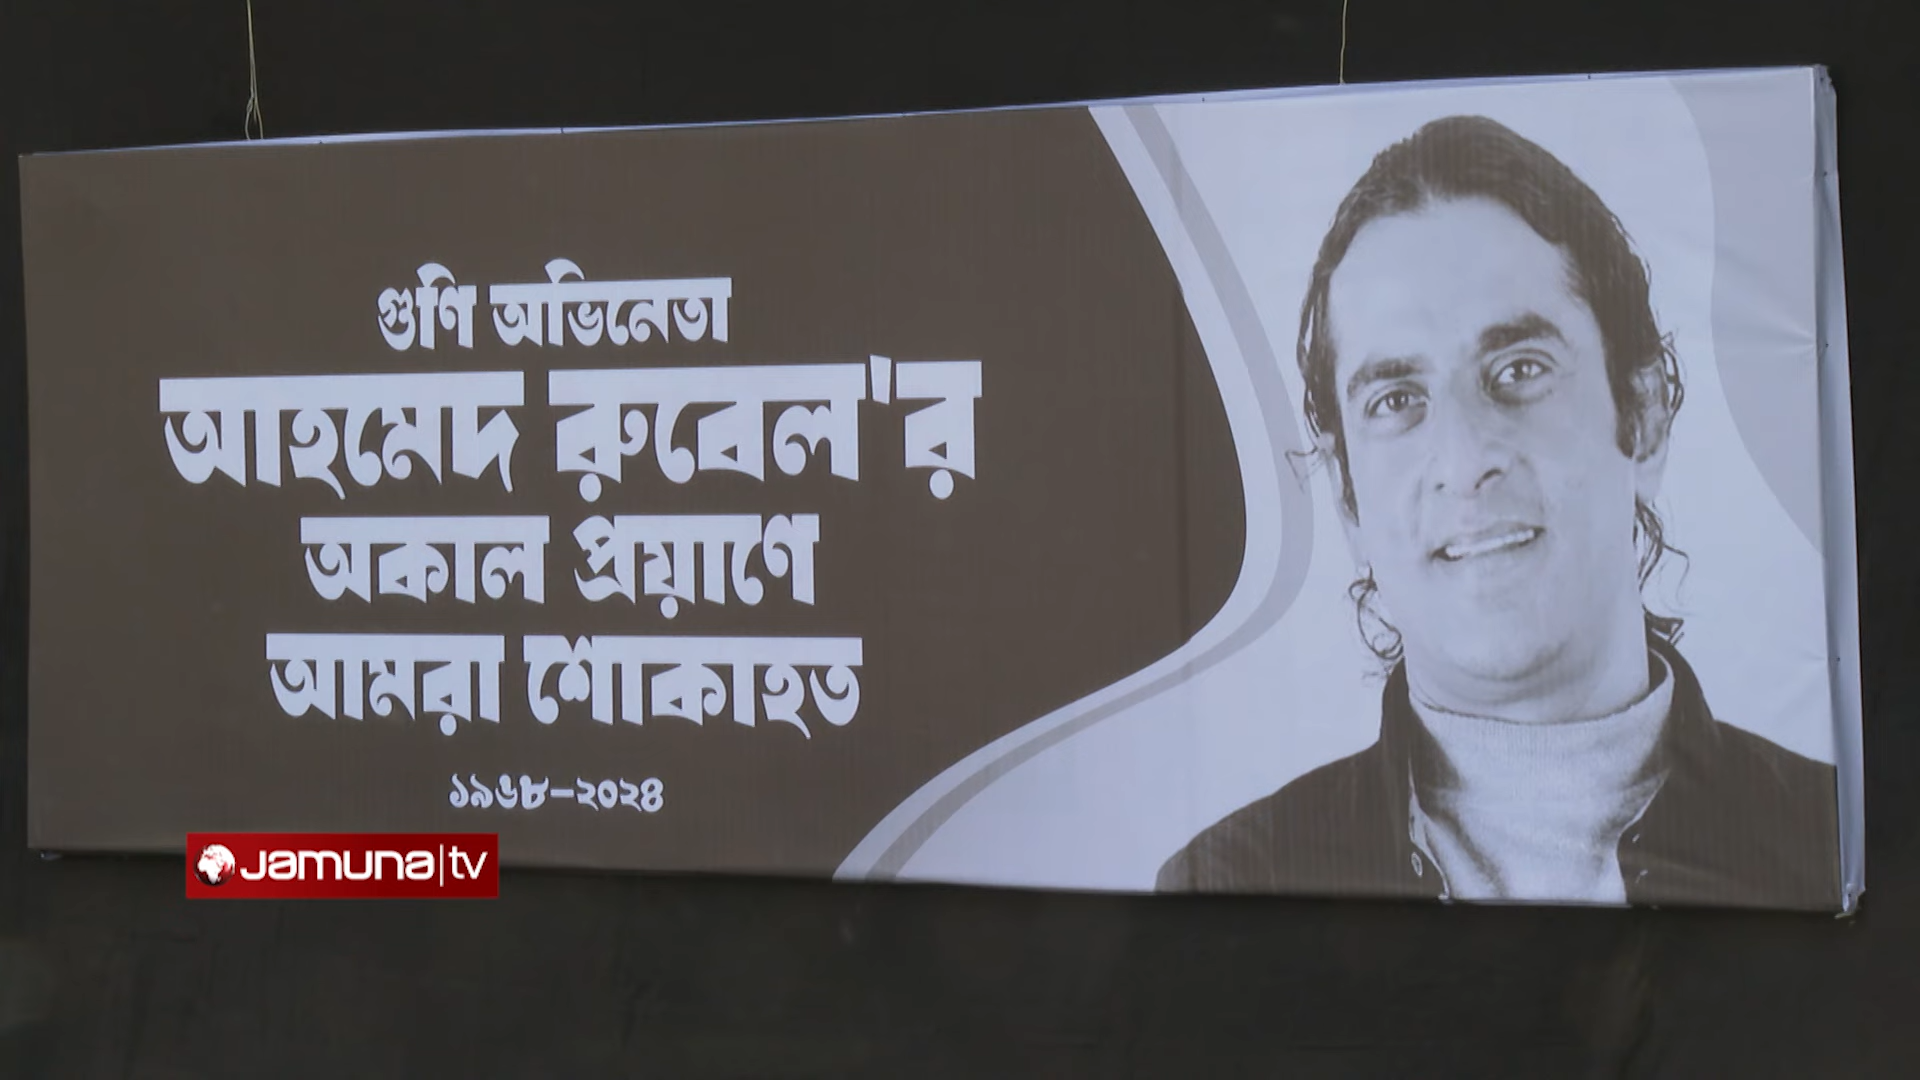 গুণি অভিনেতা
আহমেদ রুবেল'র
অকাল প্রয়াণে
আমরা শোকাহত
১৯৬৮-২০২৪
Jamuna|tv